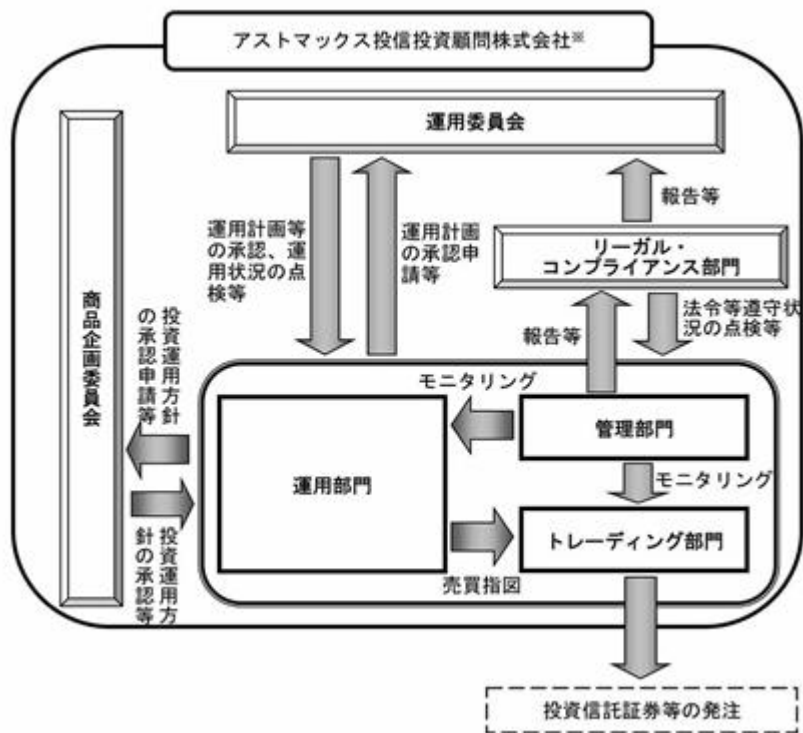 アストマックス投信投資顧問株式会社※
運用委員会
報告等
運用計画等
の承認、運
用状況の点
検等
運用計画
の承認申
請等
リーガル・
コンプライアンス部門
商品企画委員会
投資運用方針
の承認申請等
報告等
法令等遵守状
況の点検等
モニタリング
運用部門
管理部門
モニタリング
トレーディング部門
投資運用方
針の承認等
売買指図
投資信託証券等の発注